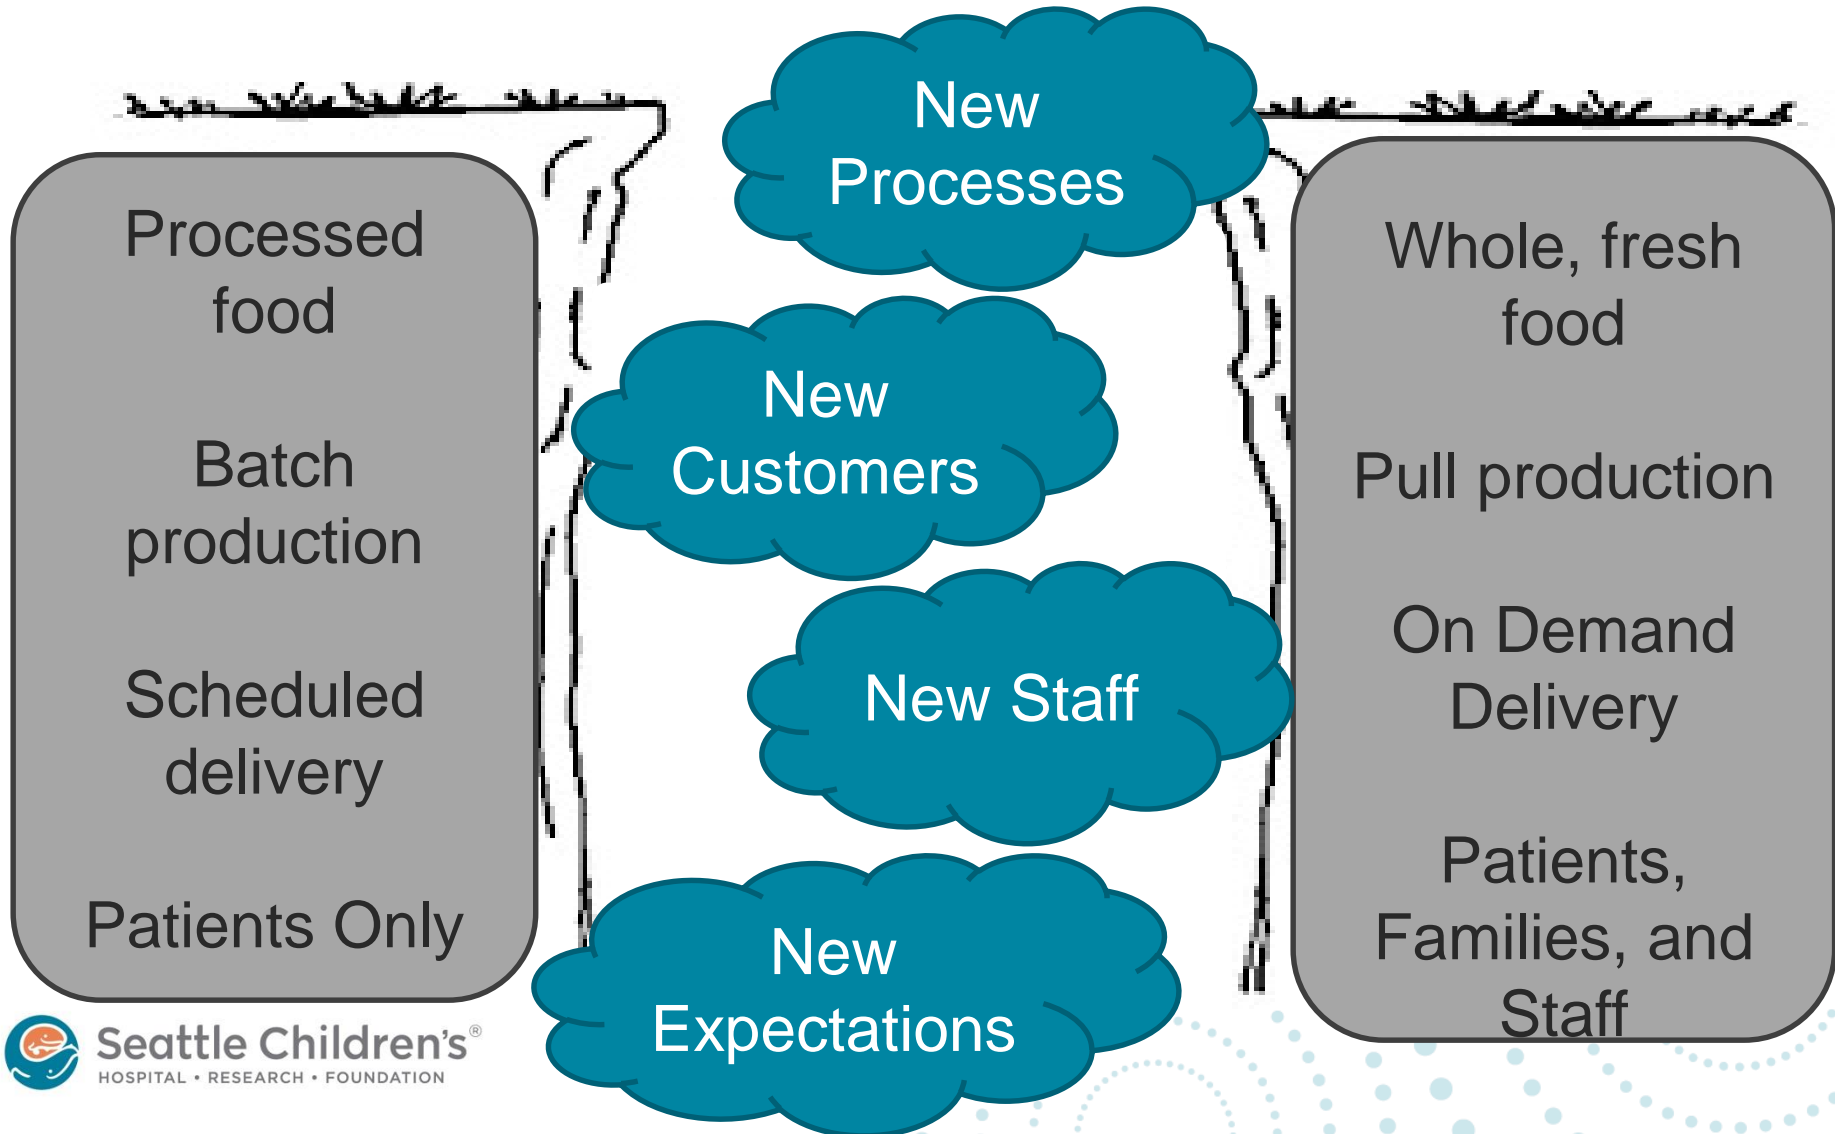 Processed
food
Batch
production
Scheduled
delivery
Patients Only
New
Processes
New
Customers
New Staff
New
Expectations
Whole, fresh
food
Pull production
On Demand
Delivery
Patients,
Families, and
Staff
Seattle Children's®
HOSPITAL • RESEARCH • FOUNDATION